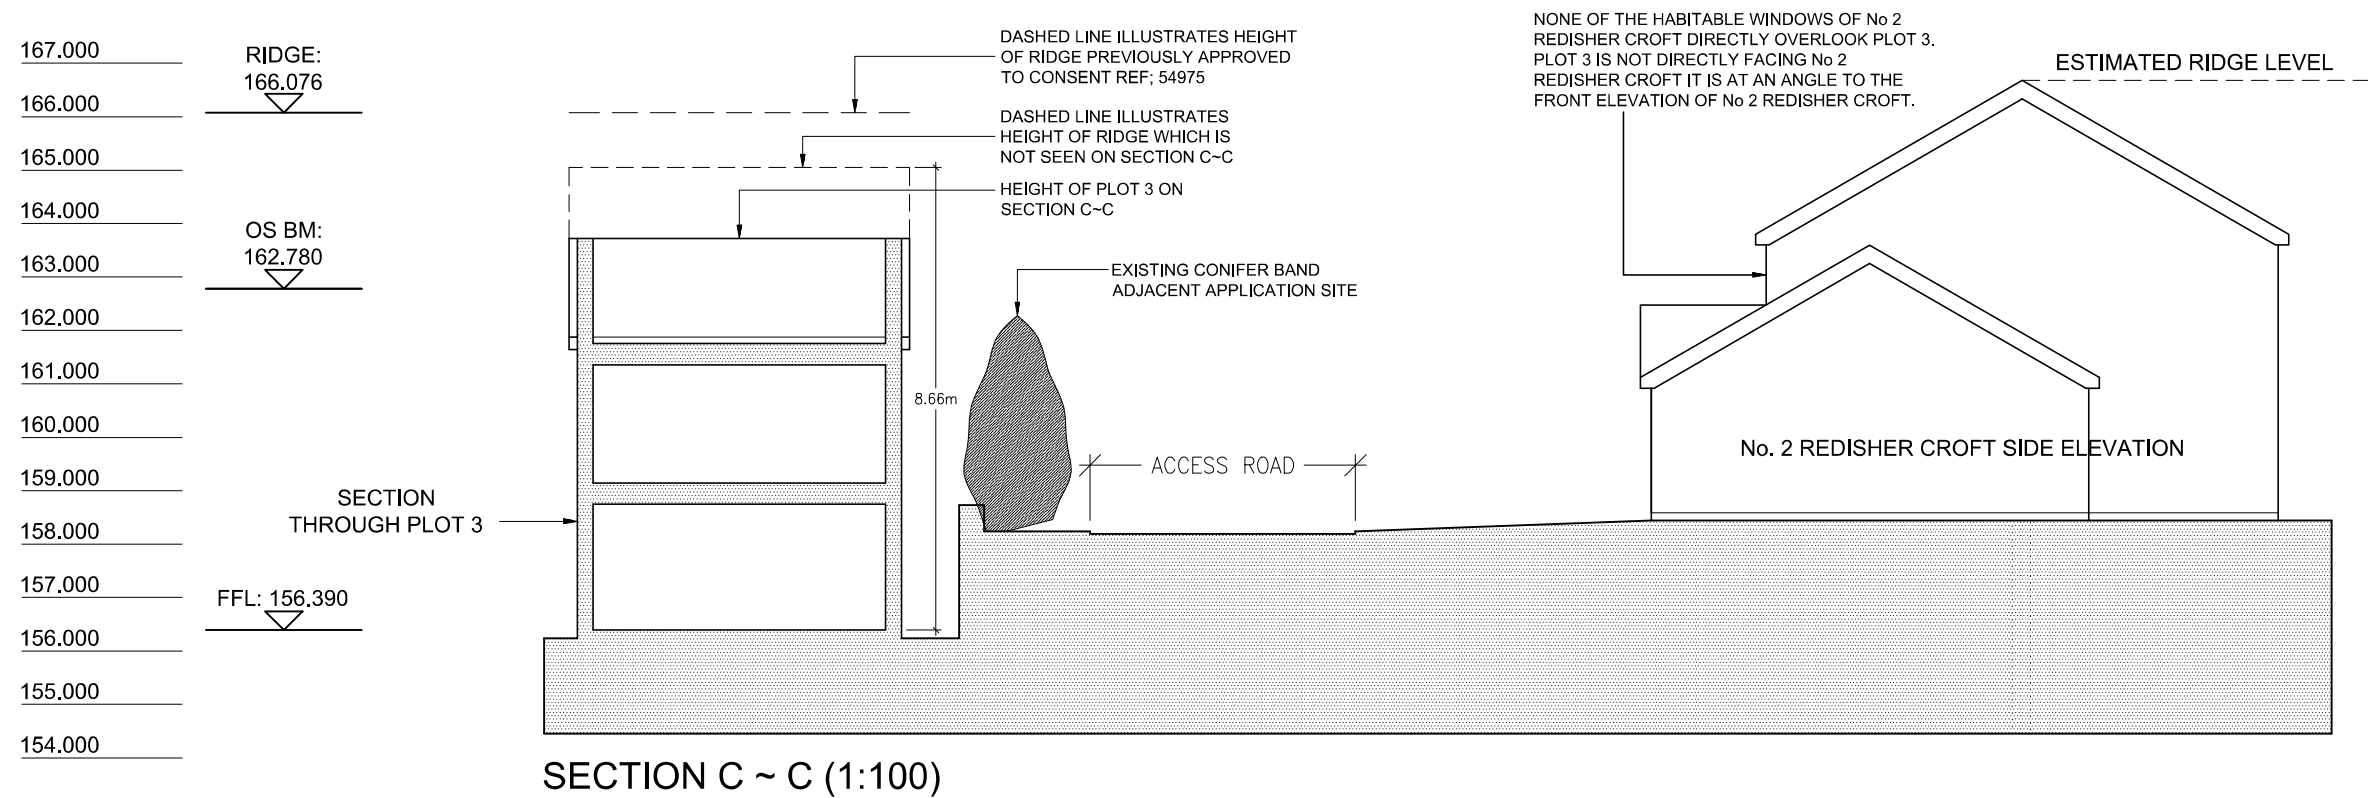 167.000
166.000
165.000
164.000
163.000
162.000
161.000
160.000
159.000
158.000
157.000
156.000
155.000
154.000
RIDGE:
166.076
OS BM:
162.780
FFL: 156.390
SECTION
THROUGH PLOT 3
DASHED LINE ILLUSTRATES HEIGHT
OF RIDGE PREVIOUSLY APPROVED
TO CONSENT REF; 54975
DASHED LINE ILLUSTRATES
HEIGHT OF RIDGE WHICH IS
NOT SEEN ON SECTION C~C
HEIGHT OF PLOT 3 ON
SECTION C~C
EXISTING CONIFER BAND
ADJACENT APPLICATION SITE
8.66m
ACCESS ROAD
NONE OF THE HABITABLE WINDOWS OF No 2
REDISHER CROFT DIRECTLY OVERLOOK PLOT 3.
PLOT 3 IS NOT DIRECTLY FACING No 2
REDISHER CROFT IT IS AT AN ANGLE TO THE
FRONT ELEVATION OF No 2 REDISHER CROFT.
ESTIMATED RIDGE LEVEL
No. 2 REDISHER CROFT SIDE ELEVATION
SECTION C ~ C (1:100)